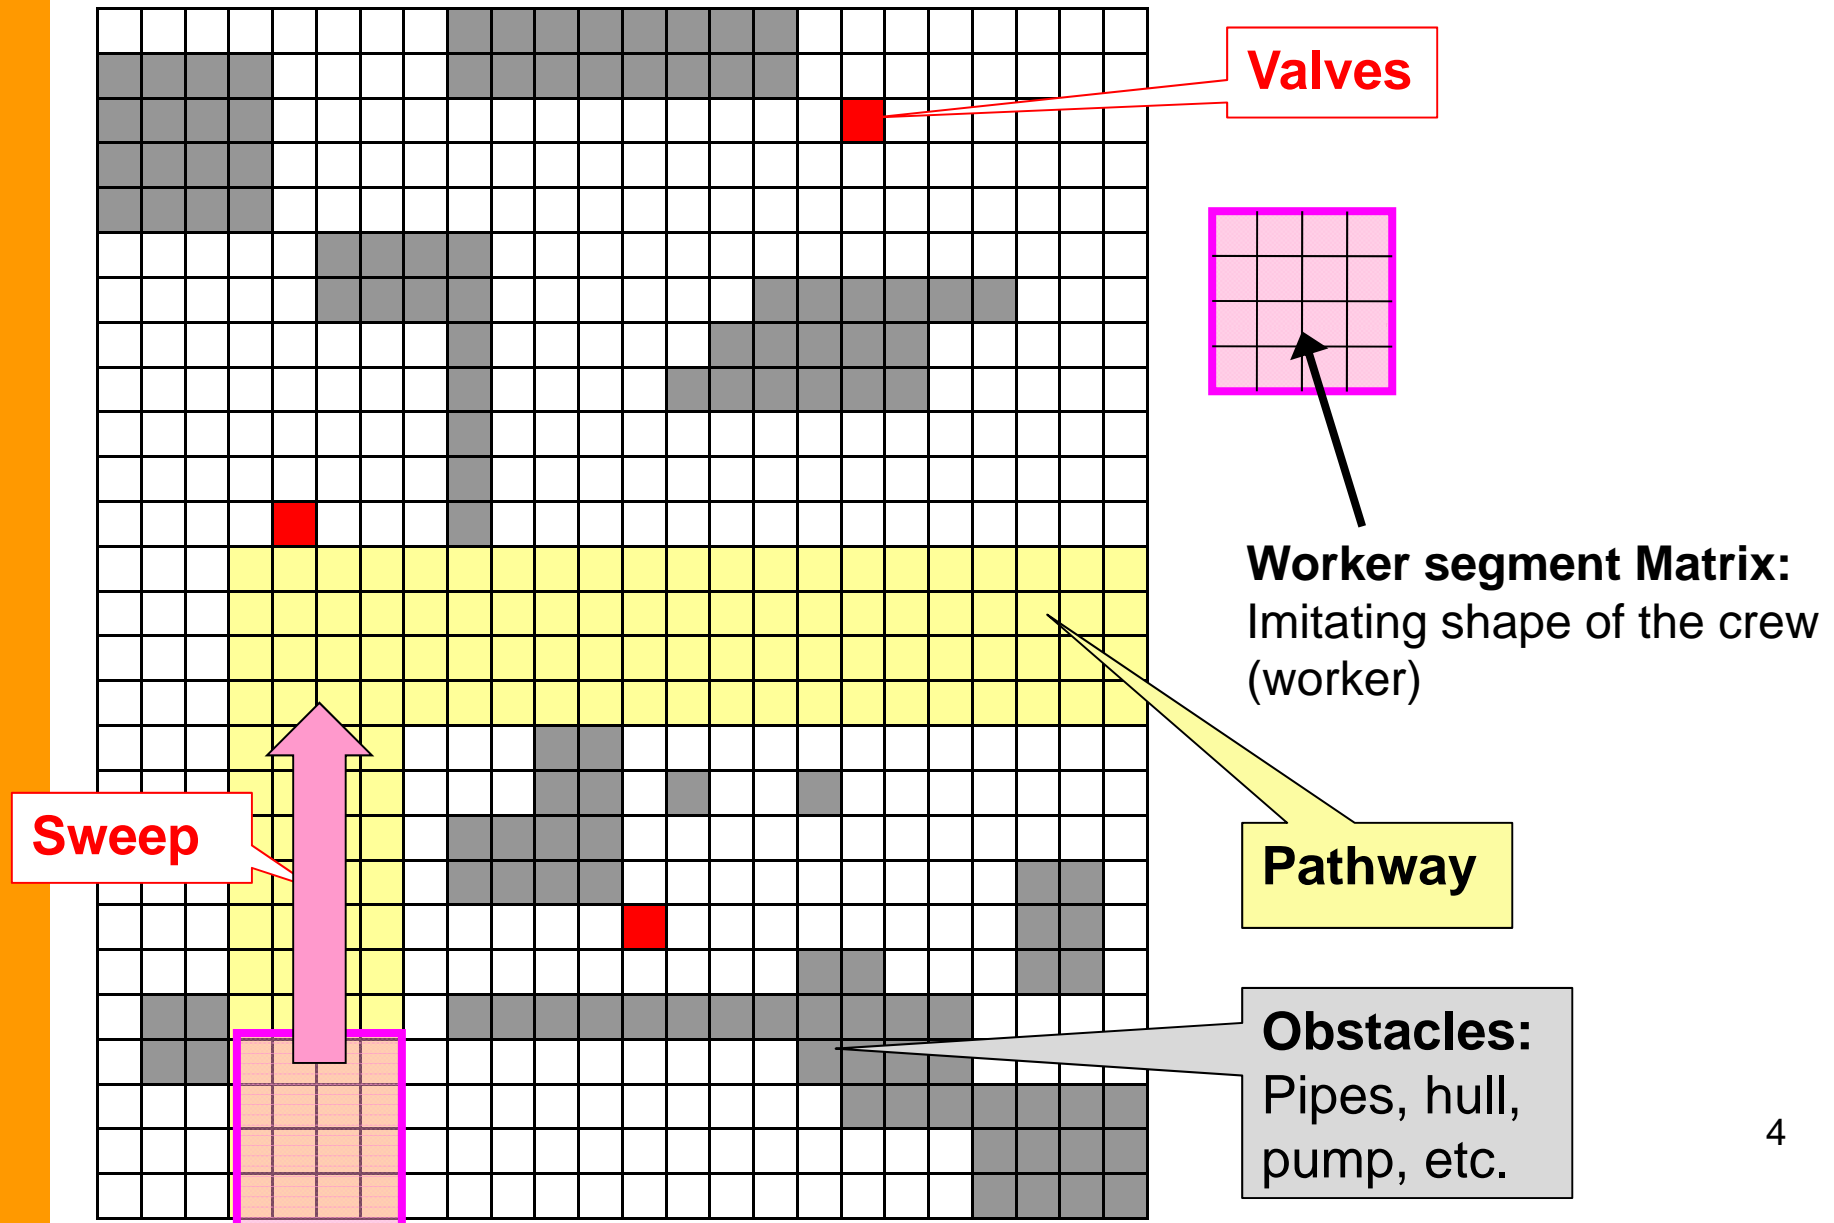 Valves
Worker segment Matrix:
Imitating shape of the crew
(worker)
Sweep
Pathway
Obstacles:
Pipes, hull,
pump, etc.
4